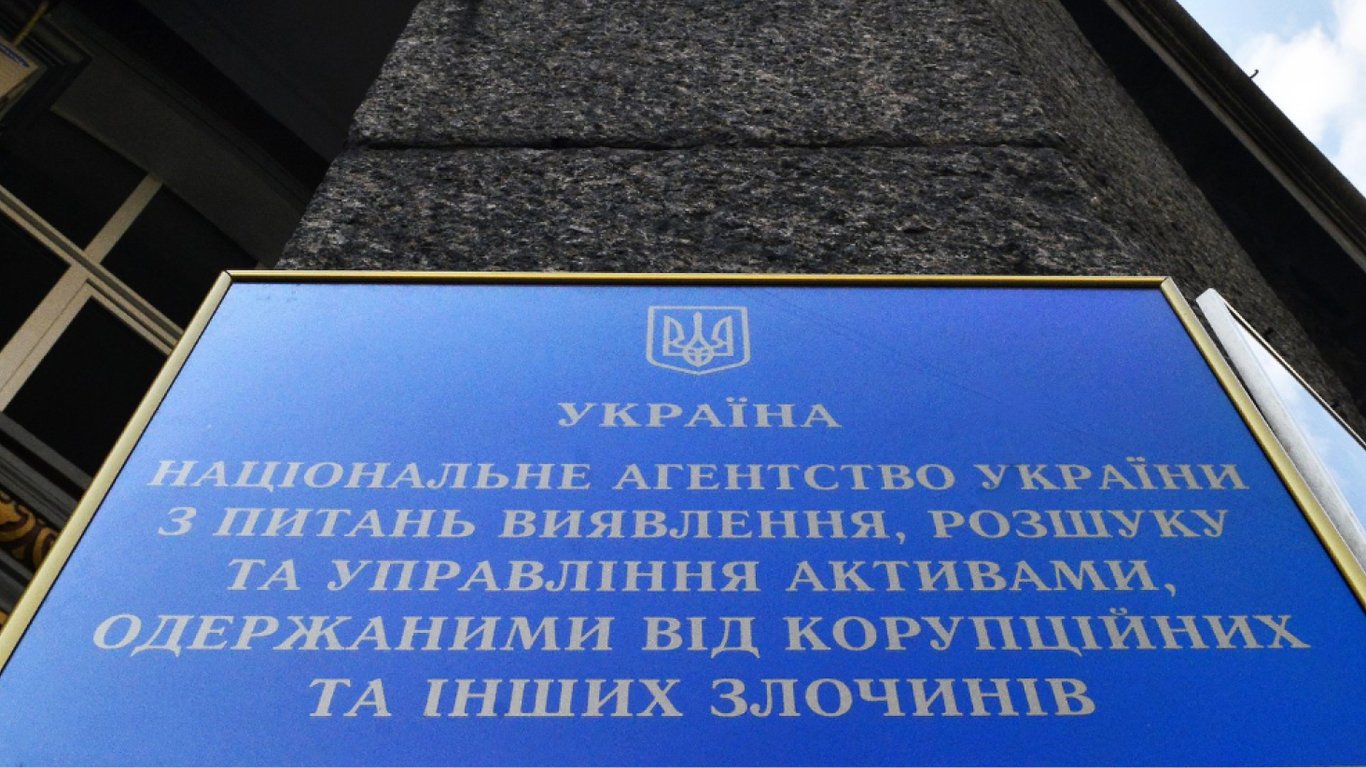 УКРАЇНА
НАЦІОНАЛЬНЕ АГЕНТСТВО УКРАЇНИ
З ПИТАНЬ ВИЯВЛЕННЯ, РОЗШУКУ
ТА УПРАВЛІННЯ АКТИВАМИ,
ОДЕРЖАНИМИ ВІД КОРУПЦІЙНИХ
ТА ІНШИХ ЗЛОЧИНІВ